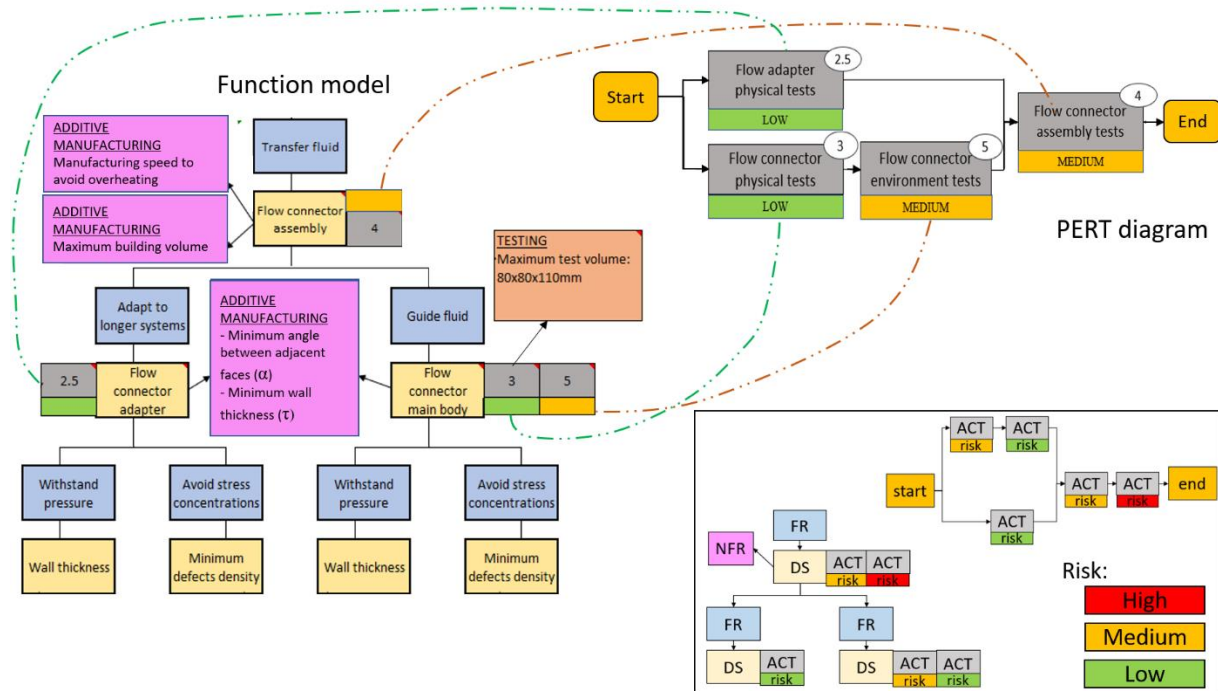 Function model
ADDITIVE
MANUFACTURING
Manufacturing speed to
avoid overheating
Transfer fluid
ADDITIVE
MANUFACTURING
Maximum building volume
Flow connector
assembly
4
TESTING
Maximum test volume:
80x80x110mm
Adapt to
longer systems
ADDITIVE
MANUFACTURING
- Minimum angle
between adjacent
faces (α)
- Minimum wall
thickness (τ)
Guide fluid
2.5
Flow
connector
adapter
Flow
connector
main body
3
5
Withstand
pressure
Avoid stress
concentrations
Withstand
pressure
Avoid stress
concentrations
Wall thickness
Minimum
defects density
Wall thickness
Minimum
defects density
Start
Flow adapter
physical tests
2.5
LOW
Flow connector
physical tests
3
LOW
Flow connector
environment tests
5
MEDIUM
Flow connector
assembly tests
4
MEDIUM
End
PERT diagram
start
ACT
risk
ACT
risk
ACT
risk
ACT
risk
ACT
risk
end
FR
NFR
DS
ACT
risk
ACT
risk
FR
FR
DS
ACT
risk
DS
ACT
risk
ACT
risk
Risk:
High
Medium
Low